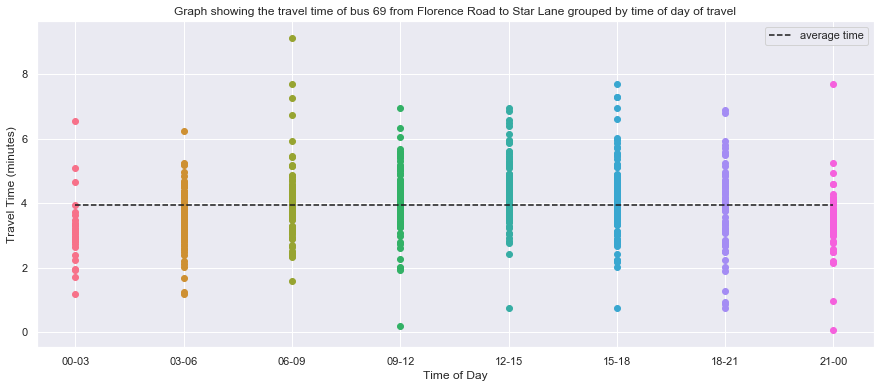 Graph showing the travel time of bus 69 from Florence Road to Star Lane grouped by time of day of travel
average time
Travel Time (minutes)
8
6
4
2
0
00-03 03-06 06-09 09-12 12-15 15-18 18-21 21-00
Time of Day